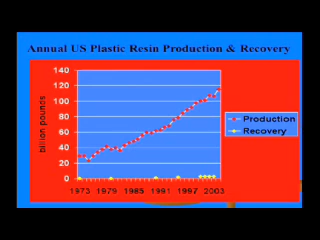 Annual US Plastic Resin Production & Recovery
140
120
100
80
60
40
20
0
billion pounds
1973 1979 1985 1991 1997 2003
Production
Recovery